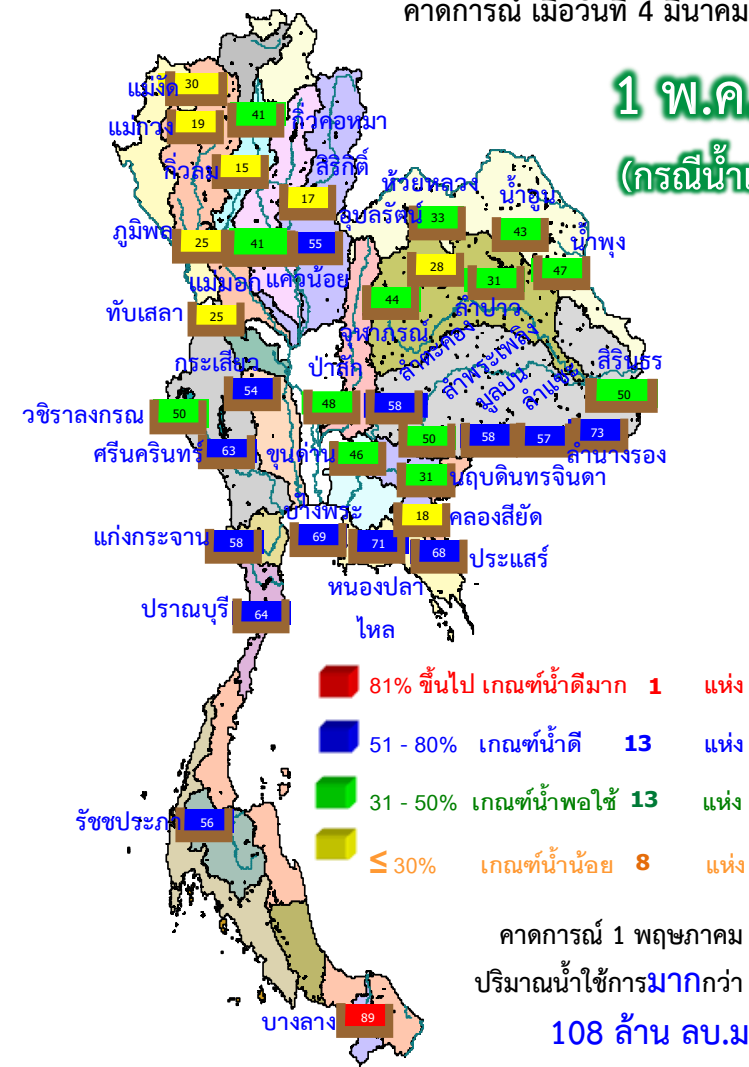 คาดการณ์ เมื่อวันที่ 4 มีนาคม
1 พ.ค.
(กรณีน้ำเ
แม่งัด 30
แม่กวง 19
41 กิ่วคอหมา
กิ่วลม 15
สิริกิติ์
17
ห้วยหลวง
33
น้ำอูน
43
อุบลรัตน์
28
น้ำพุง
47
ภูมิพล
25
41
55
แม่มอก แควน้อย
31
ลำปาว
44
จุฬาภรณ์
ทับเสลา
25
ลำตะคอง
ลำพระเพลิง
มูลบน
ลำแชะ
สิรินธร
50
กระเสียว
54
ป่าสัก
48
58
วชิราลงกรณ
50
50
58
57
73
ลำนางรอง
ศรีนครินทร์ 63
ขุนด่าน 46
31 นฤบดินทรจินดา
บางพระ
69
18 คลองสียัด
แก่งกระจาน 58
71
หนองปลา
ไหล
68 ประแสร์
ปราณบุรี 64
81% ขึ้นไป เกณฑ์น้ำดีมาก 1 แห่ง
51 - 80% เกณฑ์น้ำดี 13 แห่ง
31 - 50% เกณฑ์น้ำพอใช้ 13 แห่ง
≤ 30% เกณฑ์น้ำน้อย 8 แห่ง
รัชชประภา 56
คาดการณ์ 1 พฤษภาคม
ปริมาณน้ำใช้การมากกว่า
108 ล้าน ลบ.ม
บางลาง 89